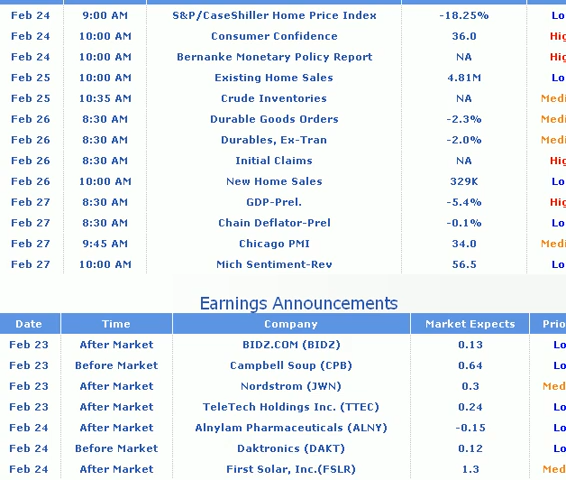 Feb 24 9:00 AM S&P/CaseShiller Home Price Index -18.25% Lo
Feb 24 10:00 AM Consumer Confidence 36.0 Hig
Feb 24 10:00 AM Bernanke Monetary Policy Report NA Hig
Feb 25 10:00 AM Existing Home Sales 4.81M Lo
Feb 25 10:35 AM Crude Inventories NA Medi
Feb 26 8:30 AM Durable Goods Orders -2.3% Medi
Feb 26 8:30 AM Durables, Ex-Tran -2.0% Medi
Feb 26 8:30 AM Initial Claims NA Hig
Feb 26 10:00 AM New Home Sales 329K Lo
Feb 27 8:30 AM GDP-Prel. -5.4% Hig
Feb 27 8:30 AM Chain Deflator-Prel -0.1% Lo
Feb 27 9:45 AM Chicago PMI 34.0 Medi
Feb 27 10:00 AM Mich Sentiment-Rev 56.5 Lo
Earnings Announcements
Date Time Company Market Expects Prio
Feb 23 After Market BIDZ.COM (BIDZ) 0.13 Lo
Feb 23 Before Market Campbell Soup (CPB) 0.64 Lo
Feb 23 After Market Nordstrom (JWN) 0.3 Med
Feb 23 After Market TeleTech Holdings Inc. (TTEC) 0.24 Lo
Feb 24 After Market Alnylam Pharmaceuticals (ALNY) -0.15 Lo
Feb 24 Before Market Daktronics (DAKT) 0.12 Lo
Feb 24 After Market First Solar, Inc.(FSLR) 1.3 Med